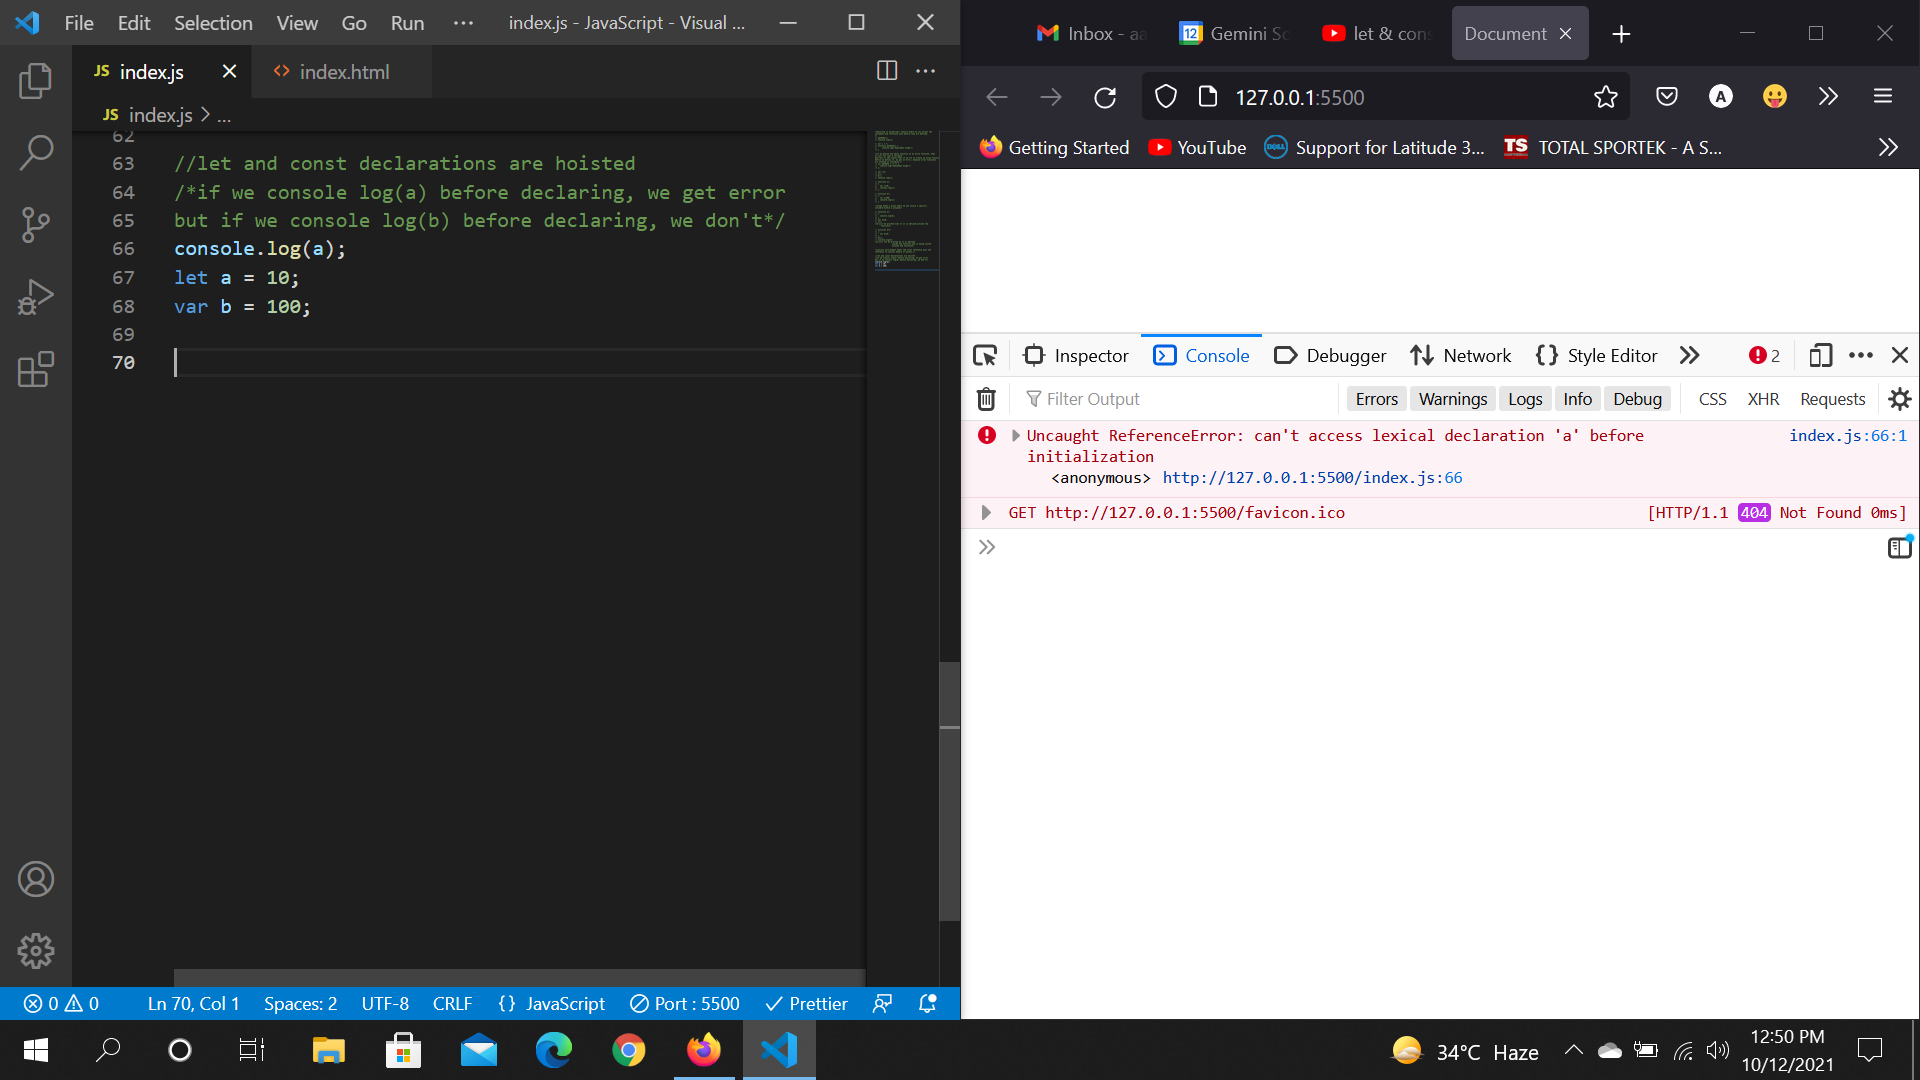 File Edit Selection View Go Run ··· index.js - JavaScript - Visual ...
JS index.js index.html
JS index.js > ...
62
63 //let and const declarations are hoisted
64 /*if we console log(a) before declaring, we get error
65 but if we console log(b) before declaring, we don't*/
66 console.log(a);
67 let a = 10;
68 var b = 100;
69
70
0 0 Ln 70, Col 1 Spaces: 2 UTF-8 CRLF {} JavaScript Port : 5500 Prettier
Inbox - aa 12 Gemini Sc let & cons Document
127.0.0.1:5500 A
Getting Started YouTube DELL Support for Latitude 3... TS TOTAL SPORTEK - A S...
Inspector Console Debugger Network {} Style Editor 2
Filter Output Errors Warnings Logs Info Debug CSS XHR Requests
Uncaught ReferenceError: can't access lexical declaration 'a' before index.js:66:1
initialization
<anonymous> http://127.0.0.1:5500/index.js:66
GET http://127.0.0.1:5500/favicon.ico [HTTP/1.1 404 Not Found 0ms]
34°C Haze 12:50 PM
10/12/2021